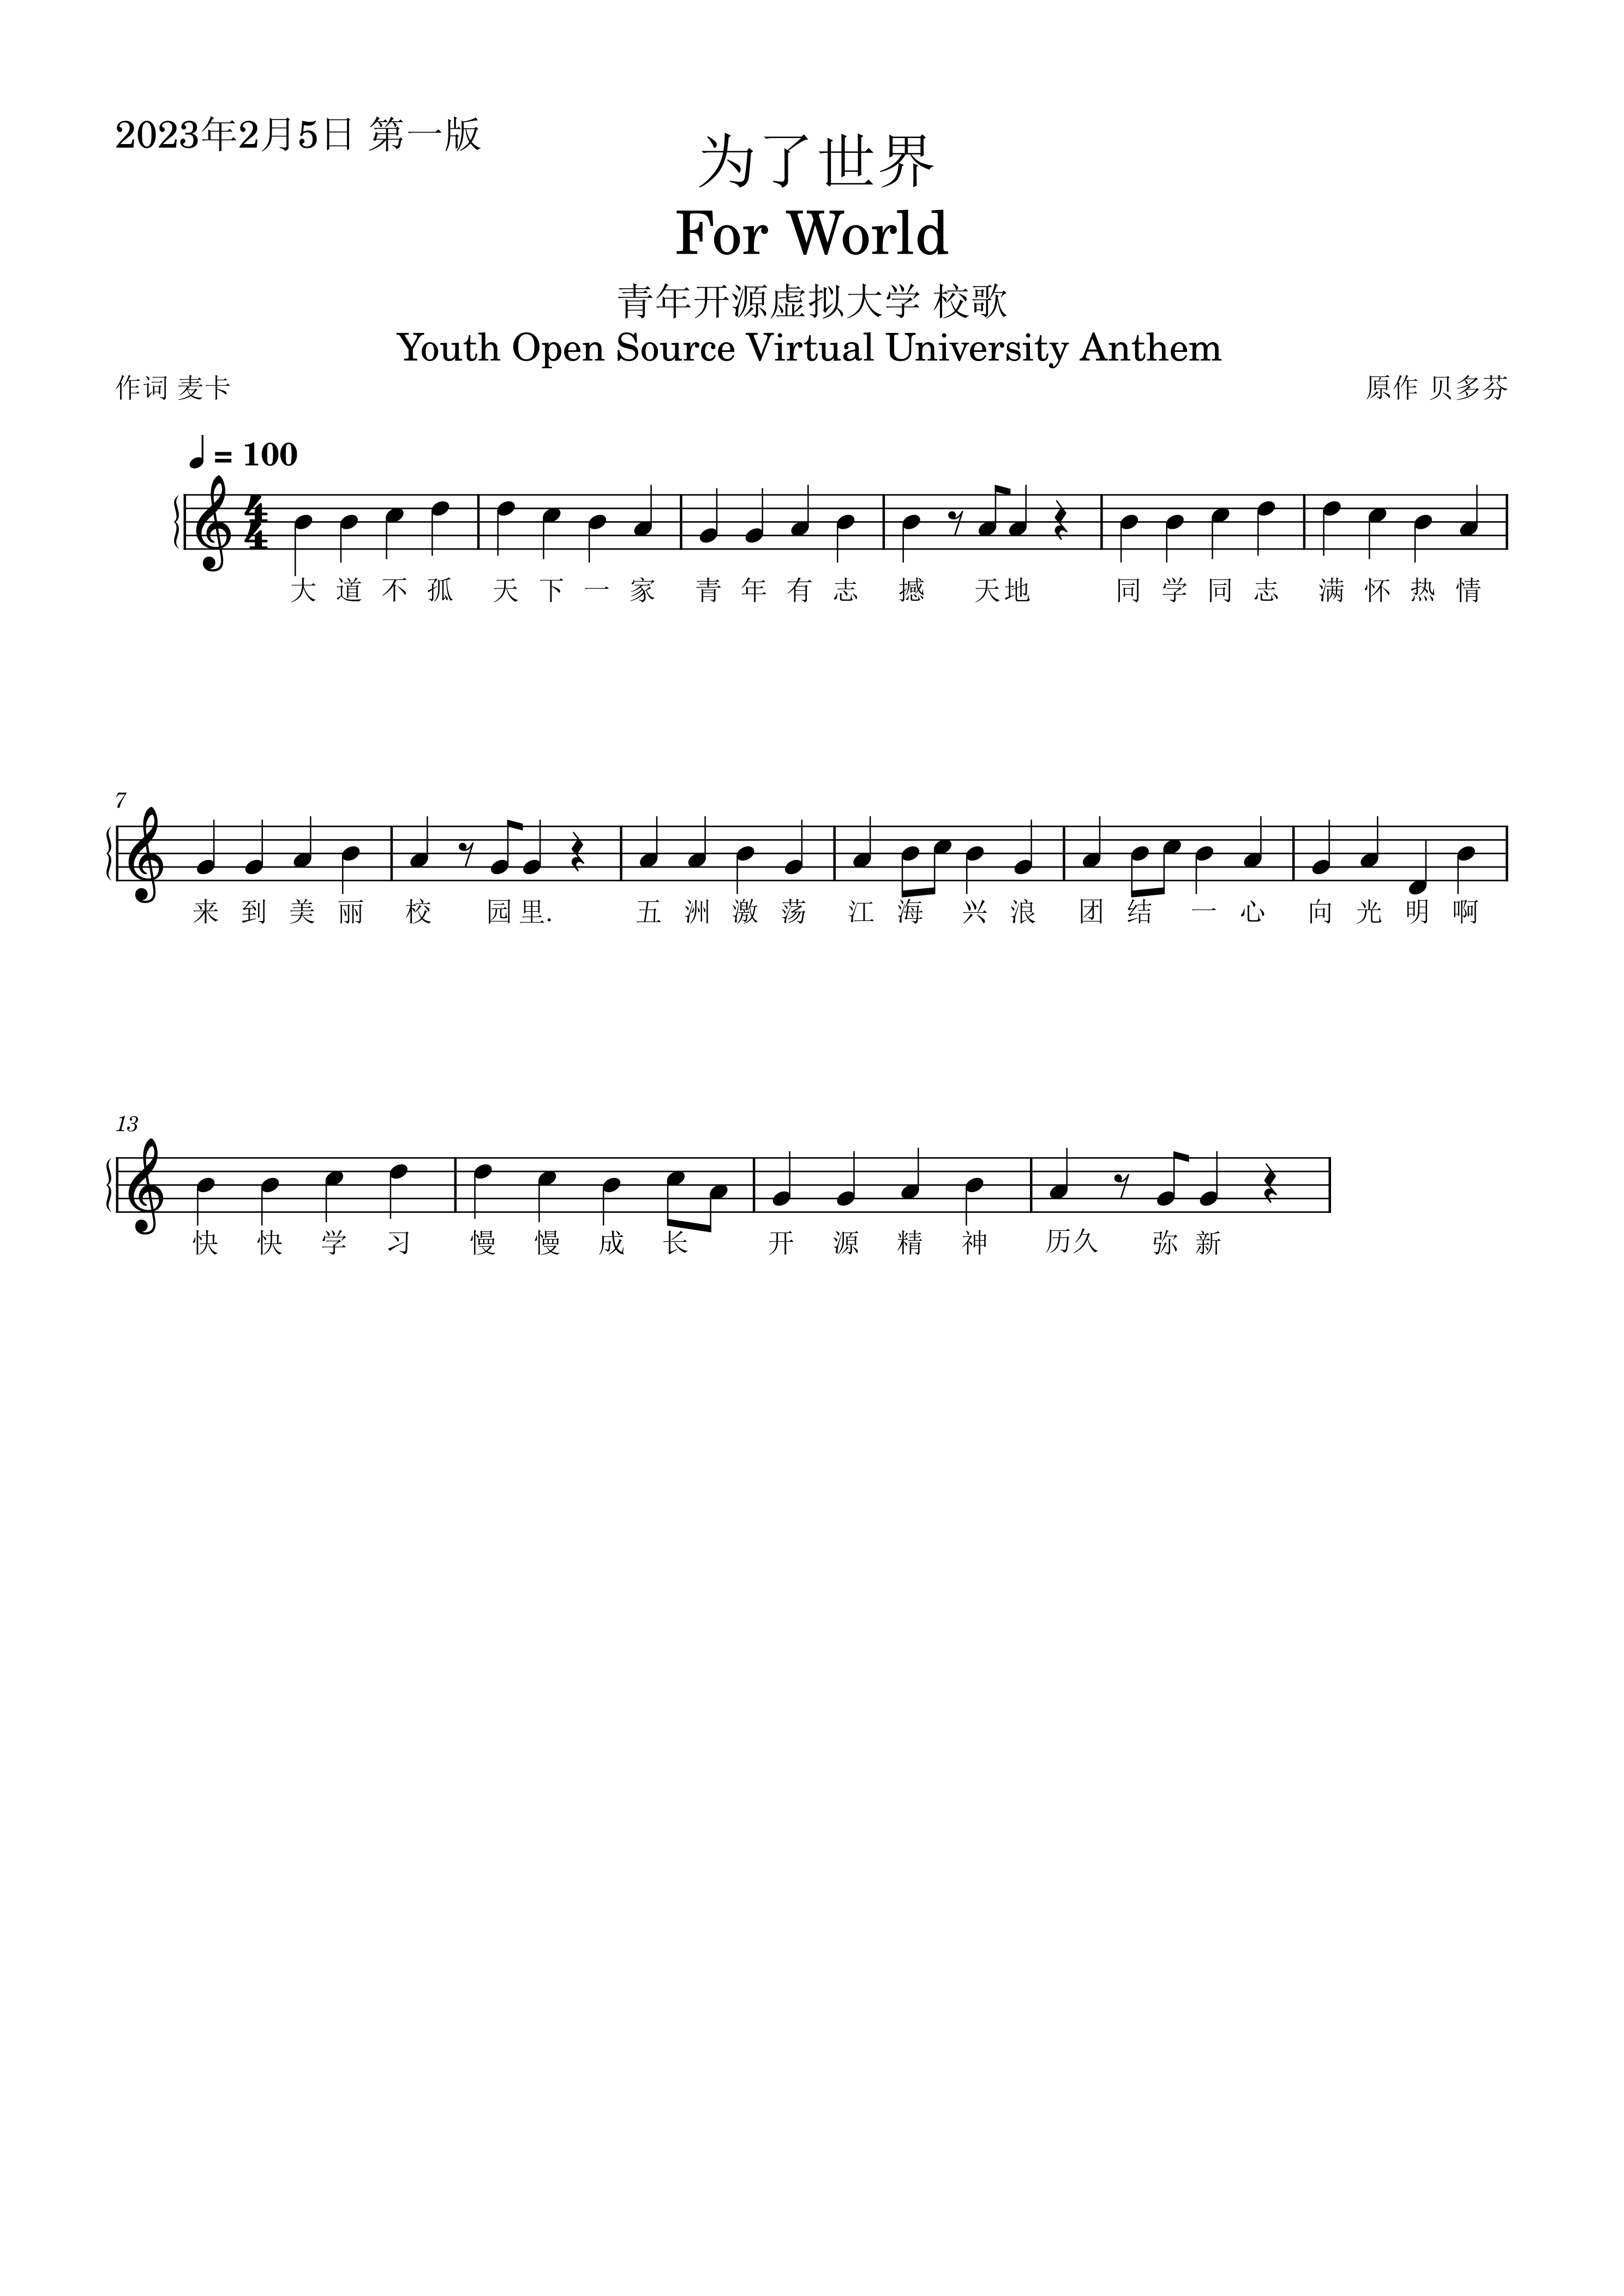 2023年2月5日 第一版
为了世界
For World
青年开源虚拟大学 校歌
Youth Open Source Virtual University Anthem
作词 麦卡
原作 贝多芬
= 100
4
4
大 道 不 孤 天 下 一 家 青 年 有 志 撼 天 地 同 学 同 志 满 怀 热 情
7
来 到 美 丽 校 园 里. 五 洲 激 荡 江 海 兴 浪 团 结 一 心 向 光 明 啊
13
快 快 学 习 慢 慢 成 长 开 源 精 神 历久 弥 新